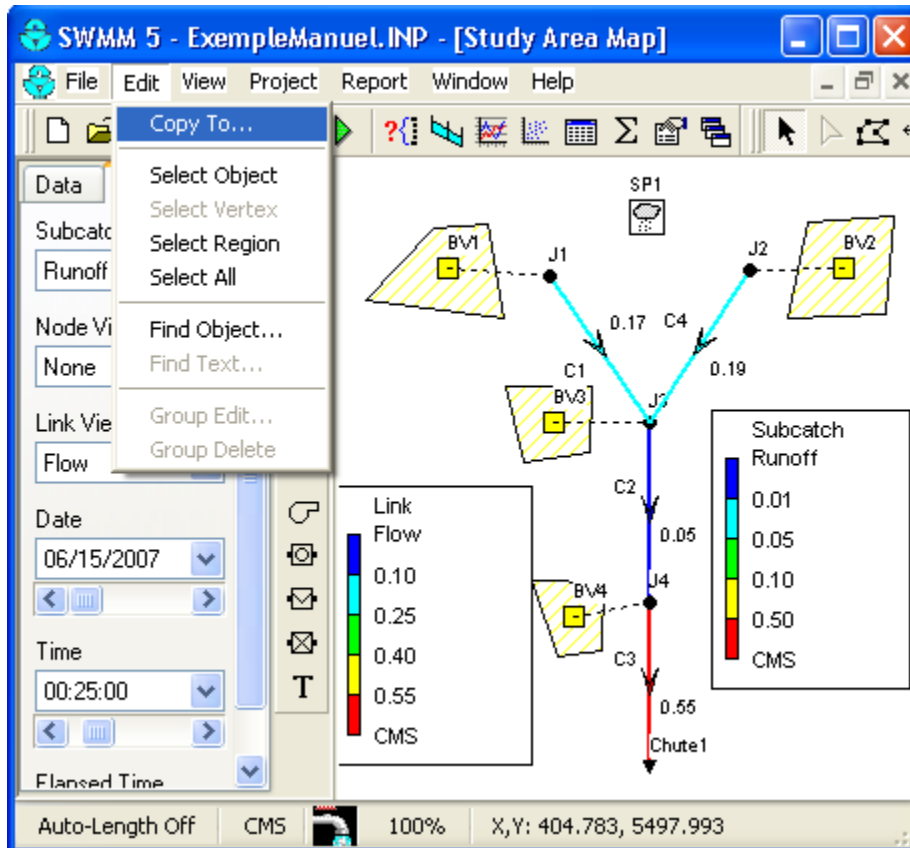 SWMM 5 - ExempleManuel.INP - [Study Area Map]
File Edit View Project Report Window Help
Copy To...
Select Object
Select Vertex
Select Region
Select All
Find Object...
Find Text...
Group Edit...
Group Delete
Data
Subcatc
Runoff
Node Vi
None
Link Vie
Flow
Date
06/15/2007
Time
00:25:00
Elapsed Time
T
SP1
BV1
J1
J2
BV2
0.17
C4
0.19
C1
BV3
J3
C2
0.05
BV4
J4
C3
0.55
Chute1
Link
Flow
0.10
0.25
0.40
0.55
CMS
Subcatch
Runoff
0.01
0.05
0.10
0.50
CMS
Auto-Length Off CMS 100% X,Y: 404.783, 5497.993